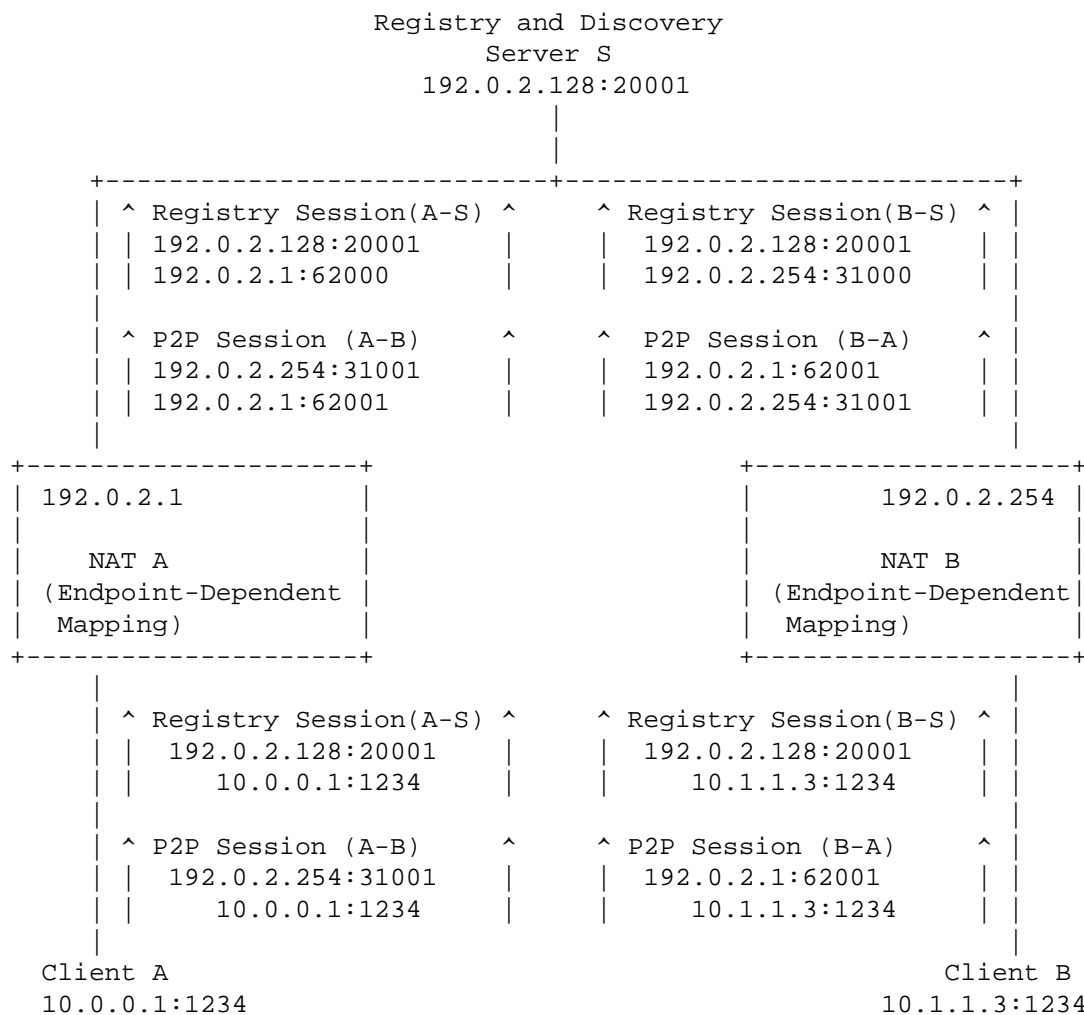 Registry and Discovery
Server S
192.0.2.128:20001
|
|
+----------------------------+----------------------------+
| ^ Registry Session(A-S) ^     ^ Registry Session(B-S) ^ |
| | 192.0.2.128:20001     |     |  192.0.2.128:20001    | |
| | 192.0.2.1:62000       |     |  192.0.2.254:31000    | |
|                                                         |
| ^ P2P Session (A-B)     ^     ^  P2P Session (B-A)    ^ |
| | 192.0.2.254:31001     |     |  192.0.2.1:62001      | |
| | 192.0.2.1:62001       |     |  192.0.2.254:31001    | |
|                                                         |
+---------------------+                       +--------------------+
| 192.0.2.1           |                       |        192.0.2.254 |
|                     |                       |                    |
|    NAT A            |                       |        NAT B       |
| (Endpoint-Dependent |                       | (Endpoint-Dependent|
|  Mapping)           |                       |  Mapping)          |
+---------------------+                       +--------------------+
|                                                         |
| ^ Registry Session(A-S) ^     ^ Registry Session(B-S) ^ |
| |  192.0.2.128:20001    |     |  192.0.2.128:20001    | |
| |     10.0.0.1:1234     |     |     10.1.1.3:1234     | |
|                                                         |
| ^ P2P Session (A-B)     ^     ^ P2P Session (B-A)     ^ |
| |  192.0.2.254:31001    |     |  192.0.2.1:62001      | |
| |     10.0.0.1:1234     |     |     10.1.1.3:1234     | |
|                                                         |
Client A                                                 Client B
10.0.0.1:1234                                        10.1.1.3:1234